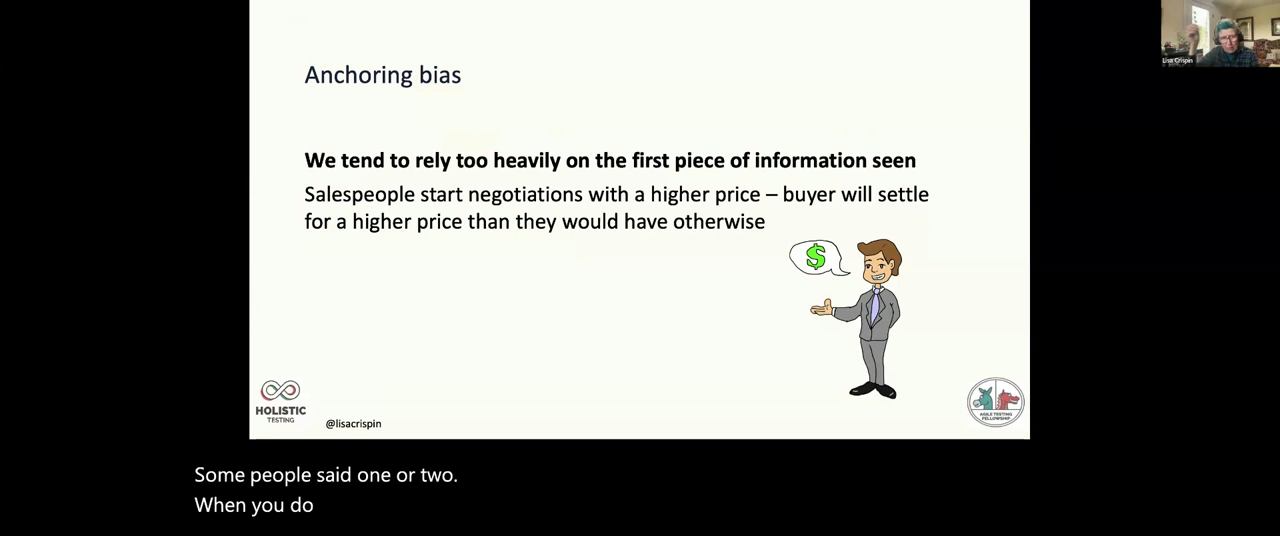 Anchoring bias
Lisa Crispin
We tend to rely too heavily on the first piece of information seen
Salespeople start negotiations with a higher price – buyer will settle
for a higher price than they would have otherwise
$
HOLISTIC
TESTING
@lisacrispin
AGILE TESTING
FELLOWSHIP
Some people said one or two.
When you do